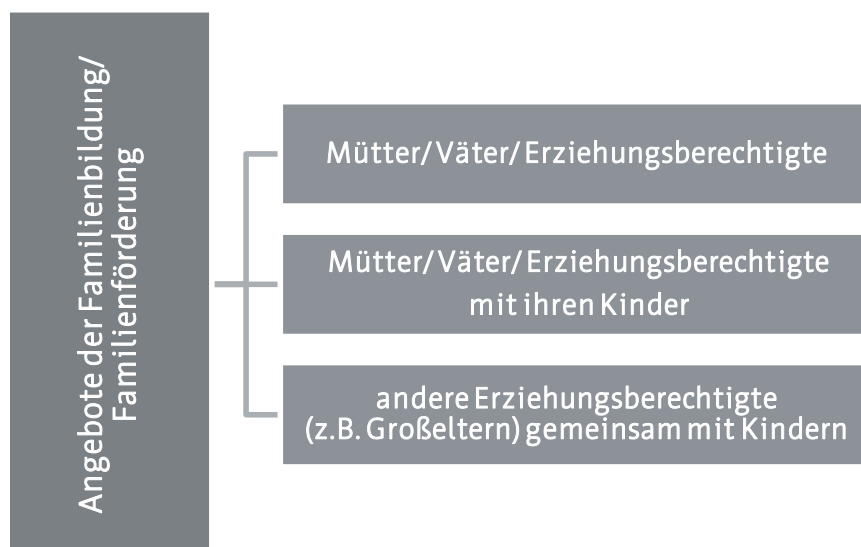 Angebote der Familienbildung/
Familienförderung
Mütter/Väter/Erziehungsberechtigte
Mütter/Väter/Erziehungsberechtigte
mit ihren Kinder
andere Erziehungsberechtigte
(z.B. Großeltern) gemeinsam mit Kindern